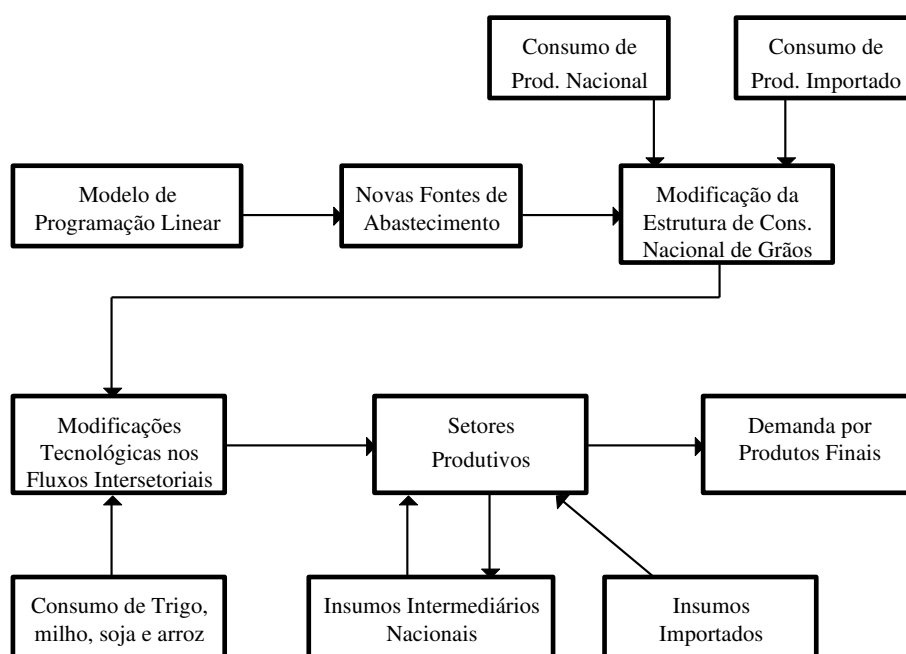 Consumo de
Prod. Nacional
Consumo de
Prod. Importado
Modelo de
Programação Linear
Novas Fontes de
Abastecimento
Modificação da
Estrutura de Cons.
Nacional de Grãos
Modificações
Tecnológicas nos
Fluxos Intersetoriais
Setores
Produtivos
Demanda por
Produtos Finais
Consumo de Trigo,
milho, soja e arroz
Insumos Intermediários
Nacionais
Insumos
Importados